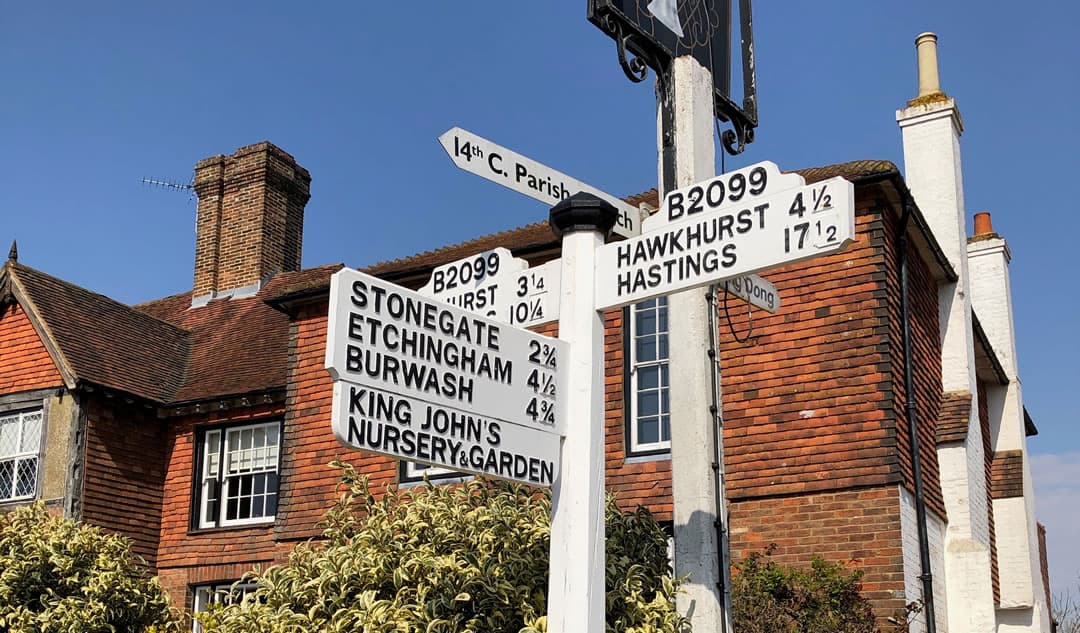 14th C. Parish
B2099
HAWKHURST 4½
HASTINGS 17½
B2099
3¼
10¼
Dong
STONEGATE 2¾
ETCHINGHAM 4½
BURWASH 4¾
KING JOHN'S
NURSERY & GARDEN